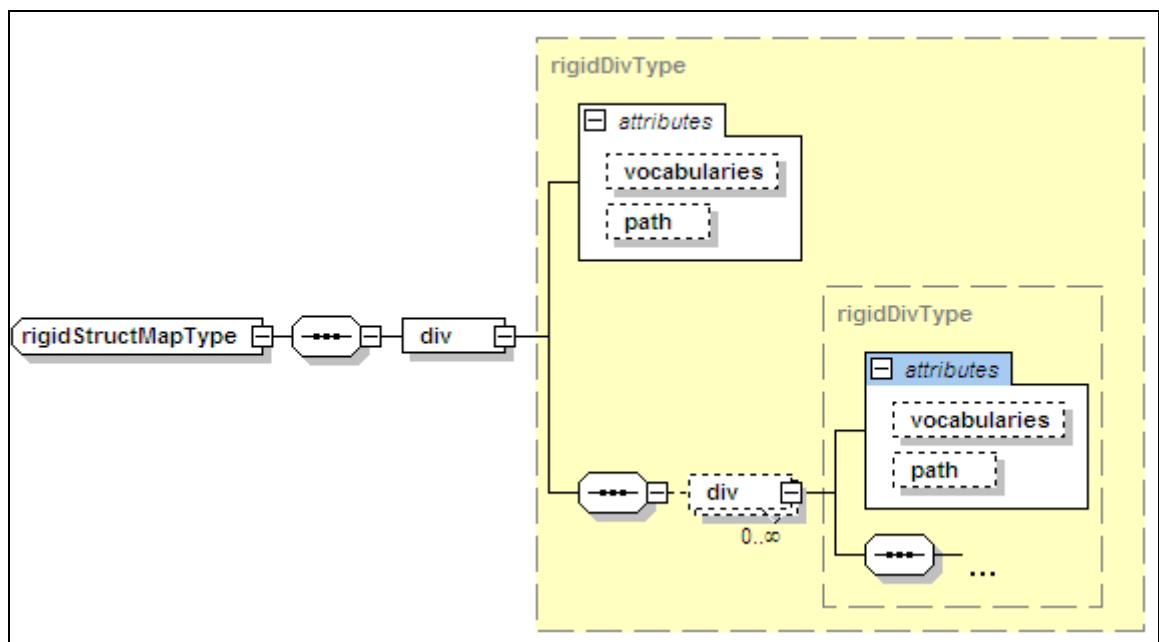 rigidDivType
attributes
vocabularies
path
rigidStructMapType
div
rigidDivType
attributes
vocabularies
path
div
0..∞
...